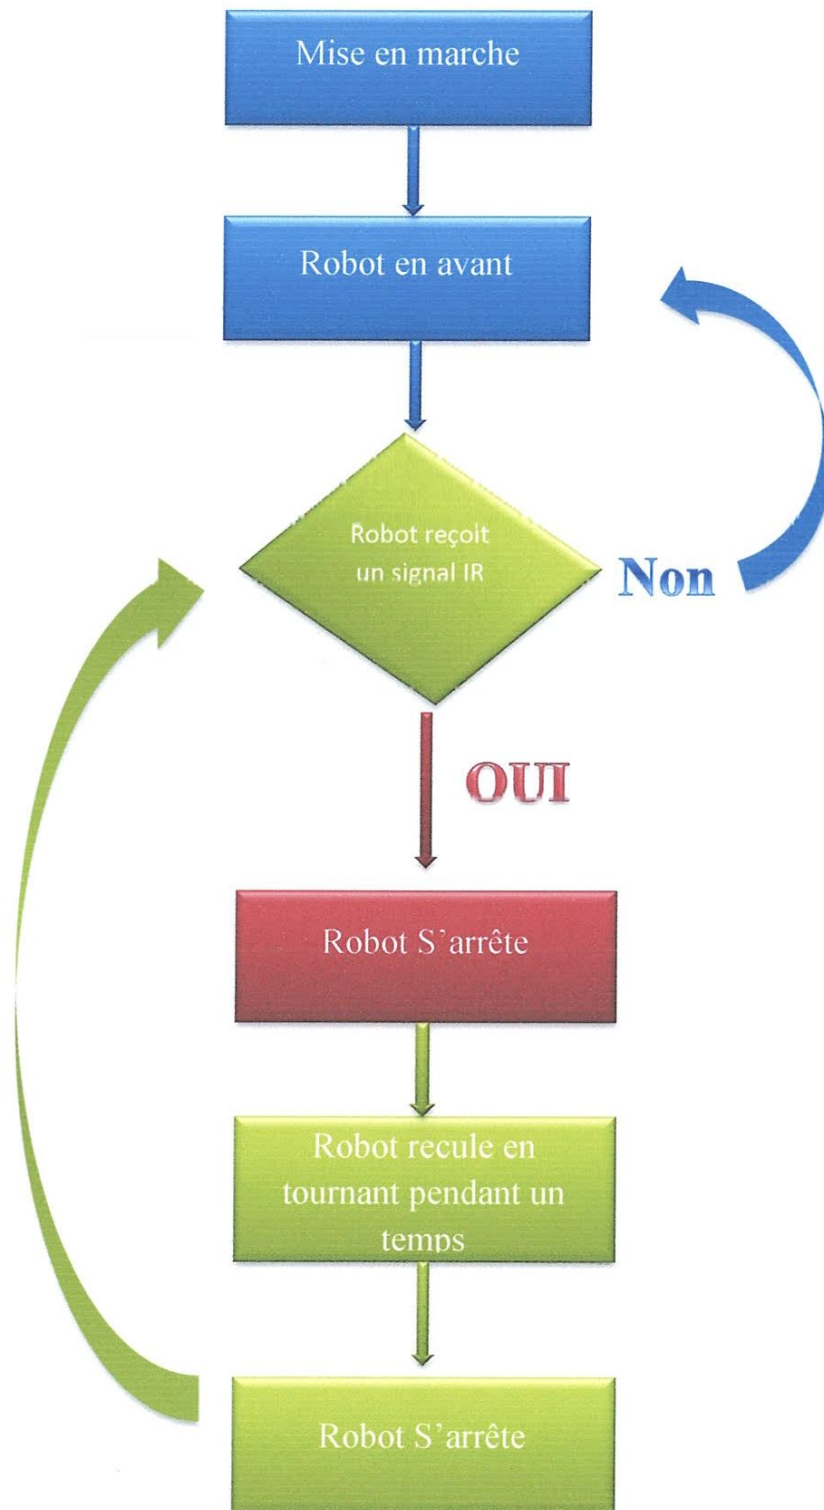 Mise en marche
Robot en avant
Robot reçoit
un signal IR
Non
OUI
Robot S'arrête
Robot recule en
tournant pendant un
temps
Robot S'arrête